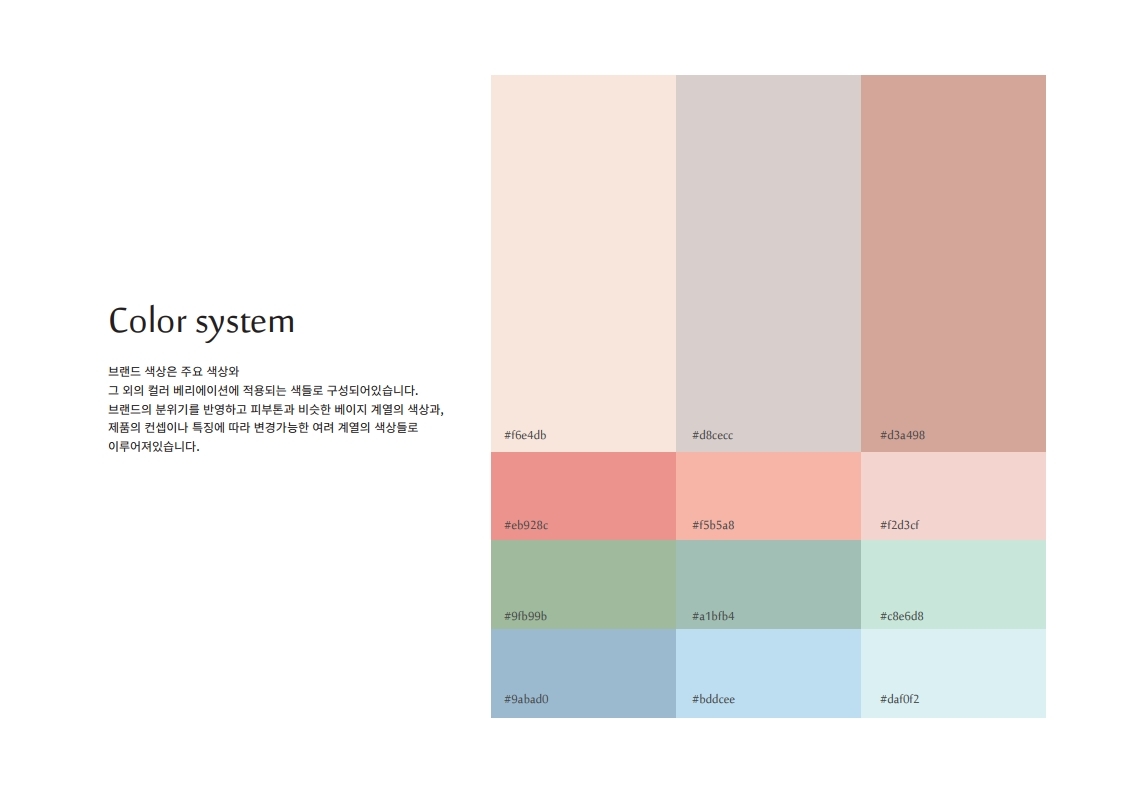 Color system
브랜드 색상은 주요 색상와
그 외의 컬러 베리에이션에 적용되는 색들로 구성되어있습니다.
브랜드의 분위기를 반영하고 피부톤과 비슷한 베이지 계열의 색상과,
제품의 컨셉이나 특징에 따라 변경가능한 여려 계열의 색상들로
이루어져있습니다.
#f6e4db
#d8cecc
#d3a498
#eb928c
#f5b5a8
#f2d3cf
#9fb99b
#a1bfb4
#c8e6d8
#9abad0
#bddcee
#daf0f2